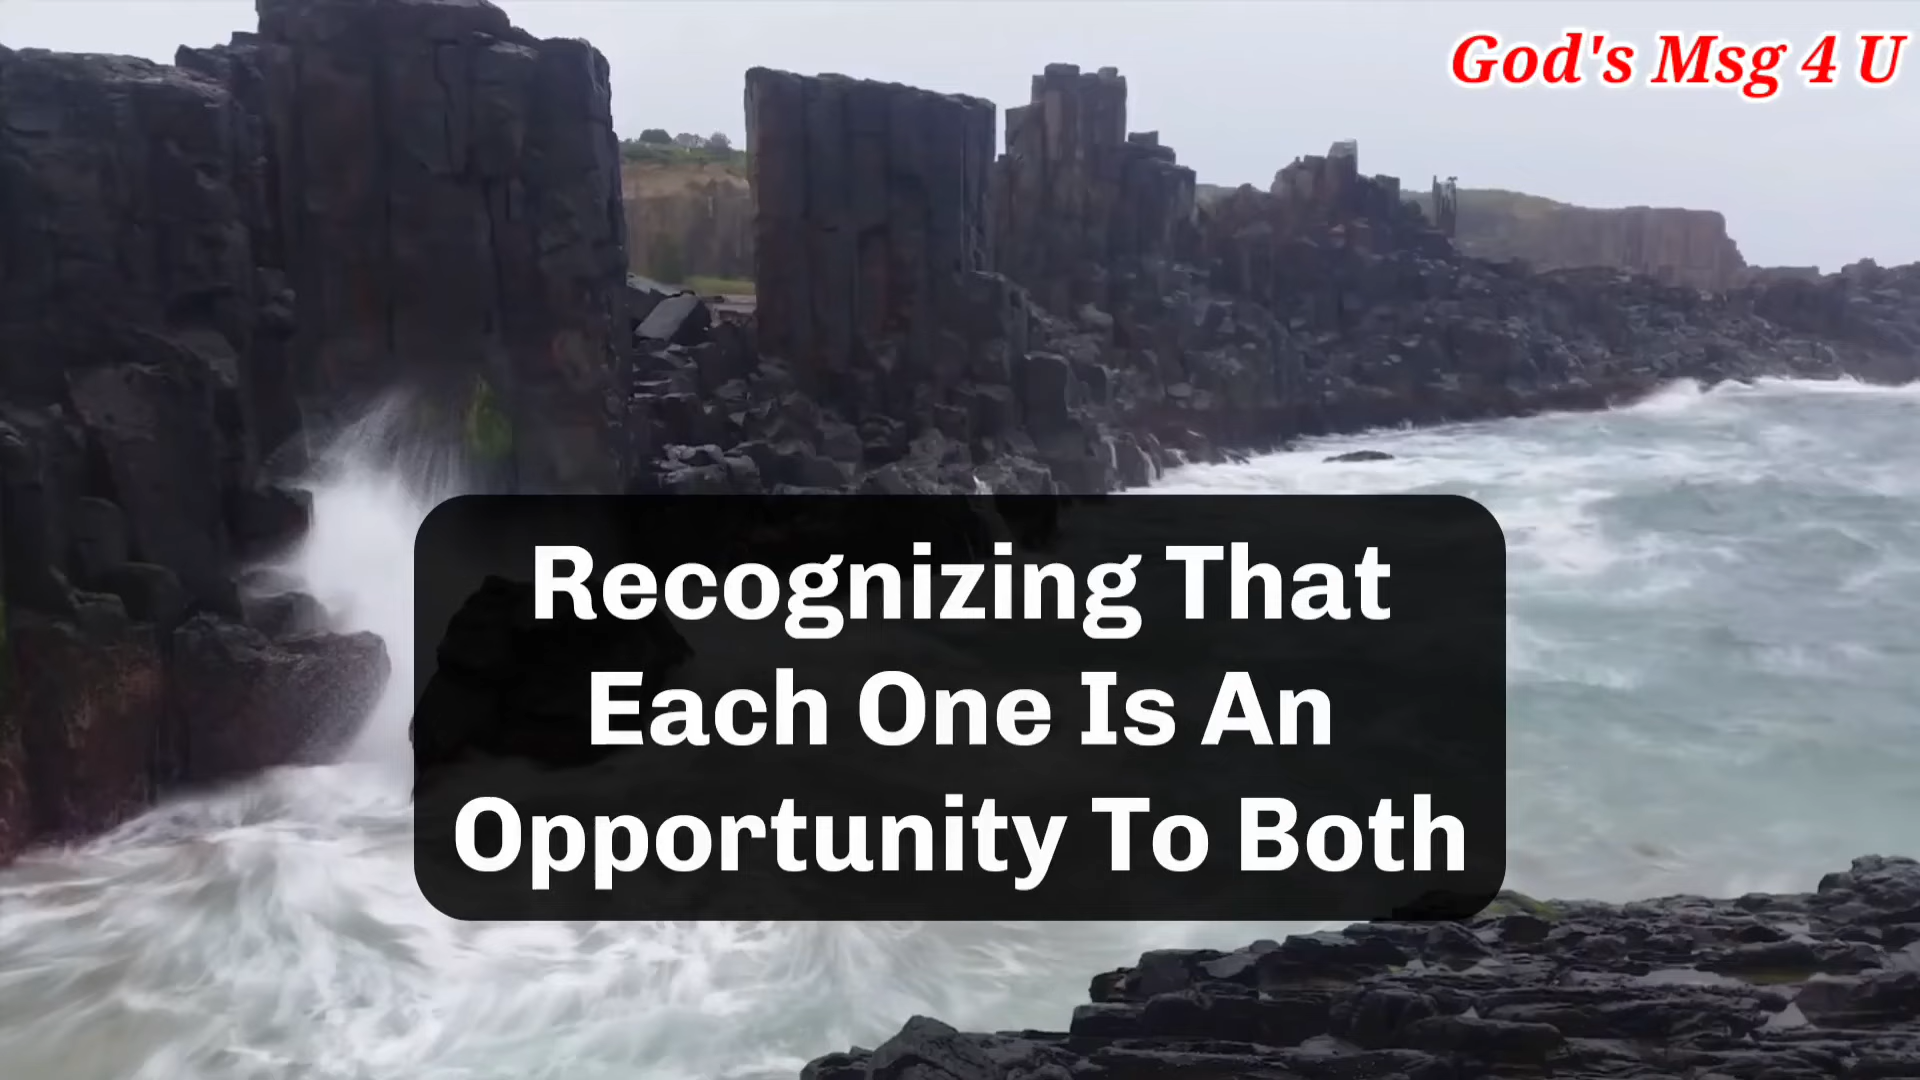 God's Msg 4 U
Recognizing That
Each One Is An
Opportunity To Both